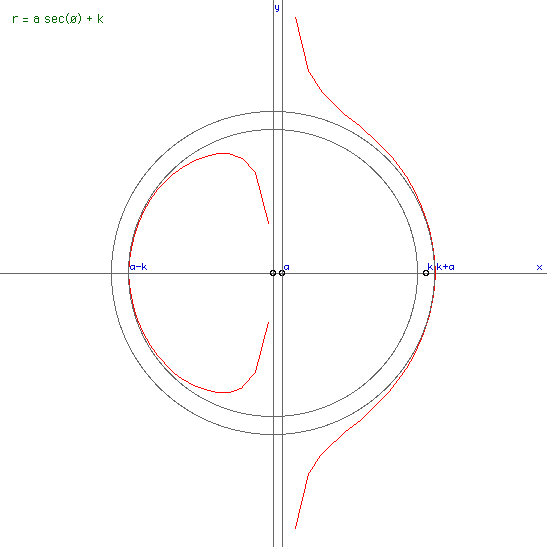 y
r = a sec(ø) + k
a-k
a
k
k+a
x